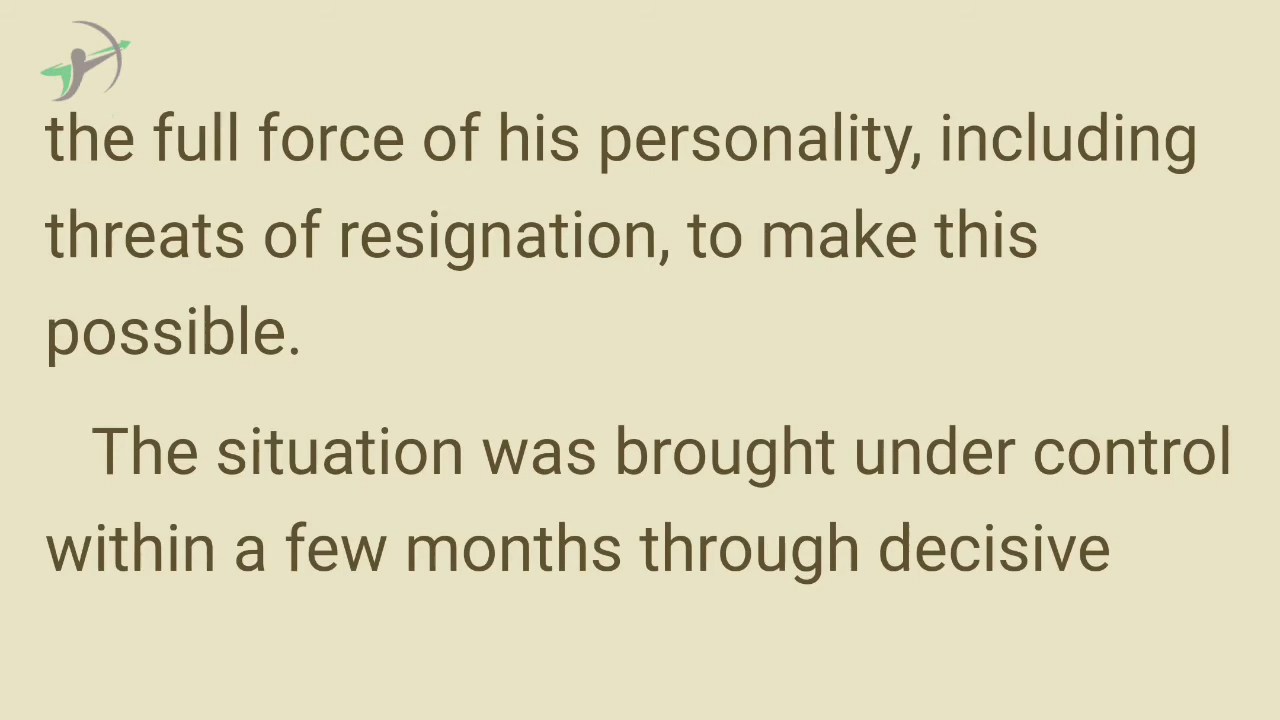 the full force of his personality, including
threats of resignation, to make this
possible.
The situation was brought under control
within a few months through decisive